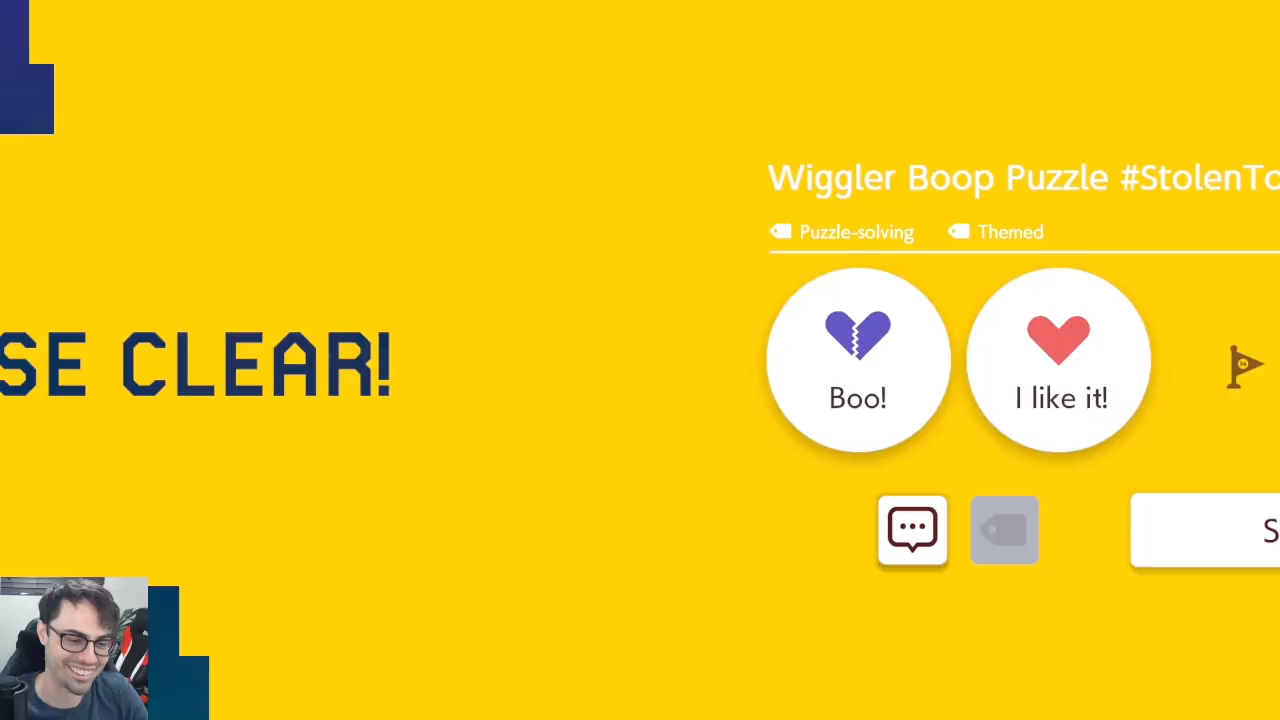 SE CLEAR!
Wiggler Boop Puzzle #StolenTo
Puzzle-solving
Themed
Boo!
I like it!
M
S